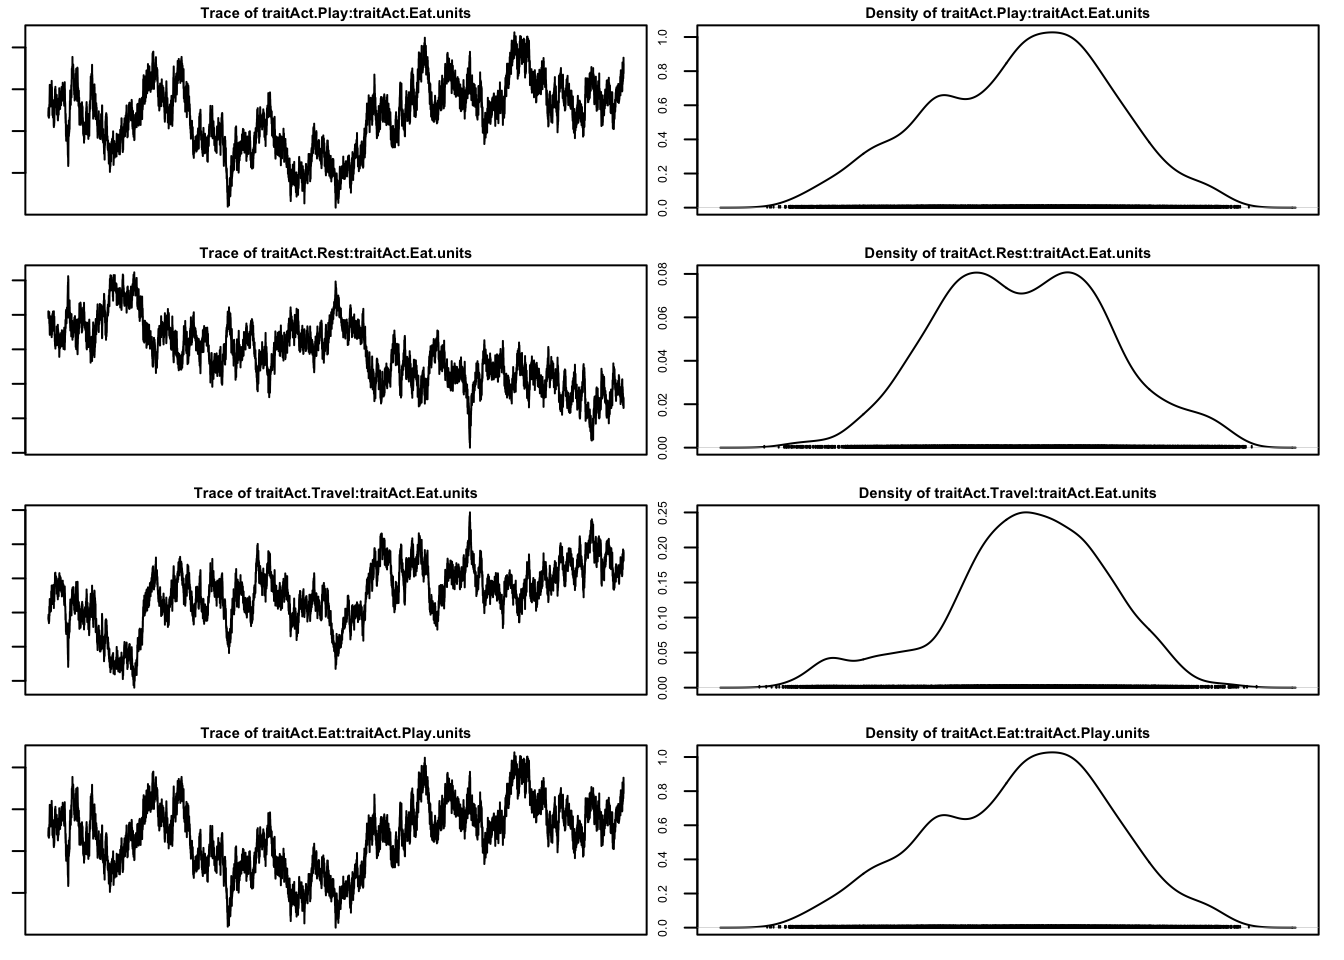 Trace of traitAct.Play:traitAct.Eat.units
Density of traitAct.Play:traitAct.Eat.units
1.0
0.8
0.6
0.4
0.2
0.0
Trace of traitAct.Rest:traitAct.Eat.units
Density of traitAct.Rest:traitAct.Eat.units
0.08
0.06
0.04
0.02
0.00
Trace of traitAct.Travel:traitAct.Eat.units
Density of traitAct.Travel:traitAct.Eat.units
0.25
0.20
0.15
0.10
0.05
0.00
Trace of traitAct.Eat:traitAct.Play.units
Density of traitAct.Eat:traitAct.Play.units
1.0
0.8
0.6
0.4
0.2
0.0